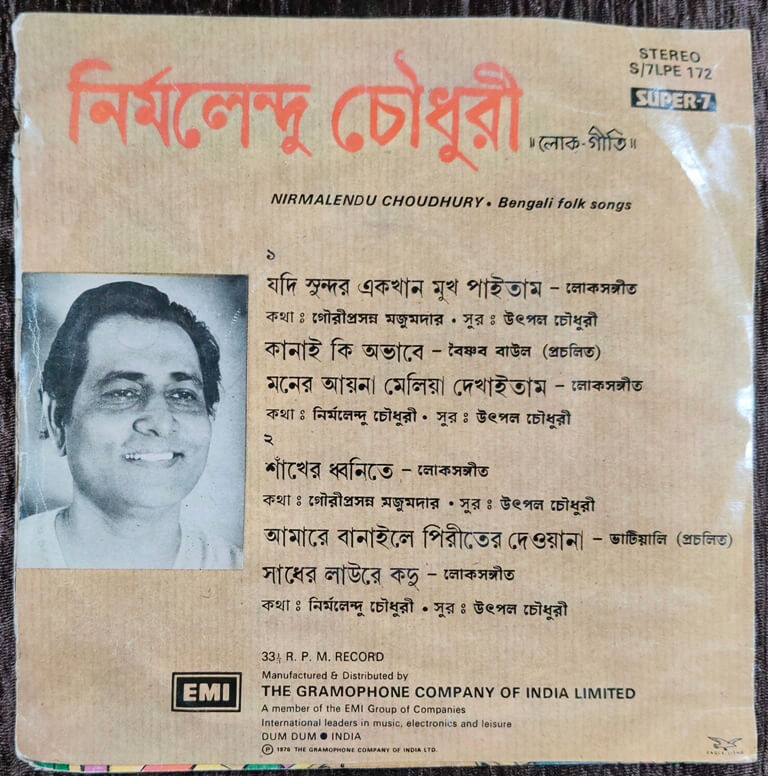 STEREO
S/7LPE 172
SUPER-7
নির্মলেন্দু চৌধুরী ॥ লোক-গীতি ॥
NIRMALENDU CHOUDHURY • Bengali folk songs
১
যদি সুন্দর একখান মুখ পাইতাম – লোকসঙ্গীত
কথা : গৌরীপ্রসন্ন মজুমদার • সুর : উৎপল চৌধুরী
কানাই কি অভাবে – বৈষ্ণব বাউল (প্রচলিত)
মনের আয়না মেলিয়া দেখাইতাম – লোকসঙ্গীত
কথা : নির্মলেন্দু চৌধুরী • সুর : উৎপল চৌধুরী
২
শাঁখের ধ্বনিতে – লোকসঙ্গীত
কথা : গৌরীপ্রসন্ন মজুমদার • সুর : উৎপল চৌধুরী
আমারে বানাইলে পিরীতের দেওয়ানা – ভাটিয়ালি (প্রচলিত)
সাধের লাউরে কদু – লোকসঙ্গীত
কথা : নির্মলেন্দু চৌধুরী • সুর : উৎপল চৌধুরী
33⅓ R. P. M. RECORD
Manufactured & Distributed by
EMI THE GRAMOPHONE COMPANY OF INDIA LIMITED
A member of the EMI Group of Companies
International leaders in music, electronics and leisure
DUM DUM ● INDIA
Ⓟ 1978 THE GRAMOPHONE COMPANY OF INDIA LTD.